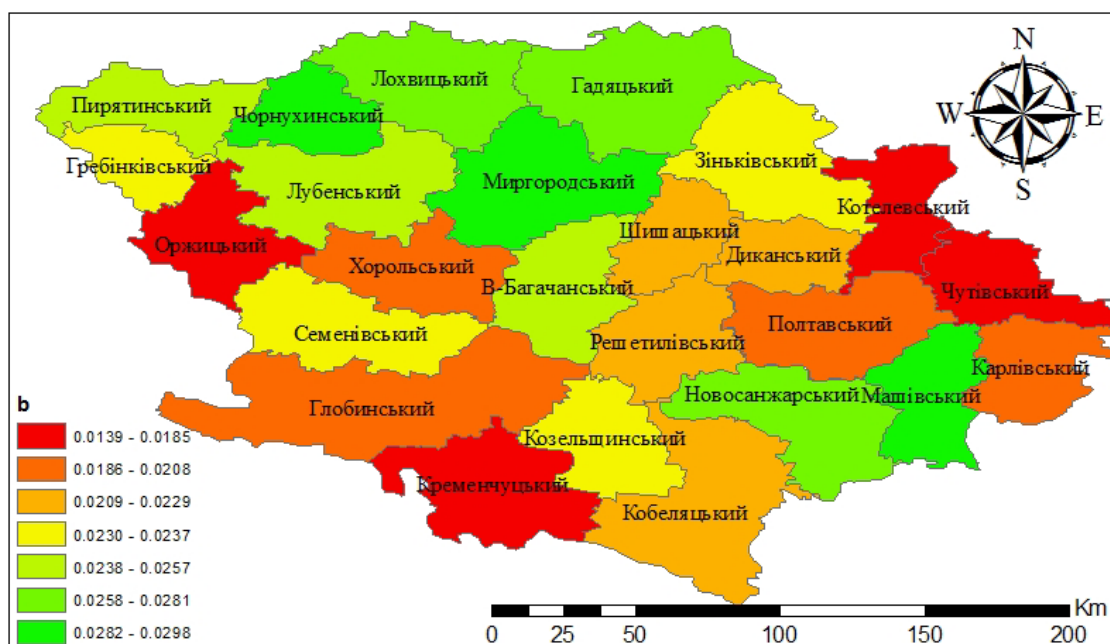 N
W
E
S
Лохвицький
Гадяцький
Пирятинський
Чорнухинський
Гребінківський
Зіньківський
Лубенський
Миргородський
Котелевський
Оржицький
Шишацький
Диканський
Хорольський
В-Багачанський
Чутівський
Семенівський
Полтавський
Решетилівський
Карлівський
Глобинський
Новосанжарський
Машівський
Козельщинський
Кременчуцький
Кобеляцький
b
0.0139 - 0.0185
0.0186 - 0.0208
0.0209 - 0.0229
0.0230 - 0.0237
0.0238 - 0.0257
0.0258 - 0.0281
0.0282 - 0.0298
Km
0 25 50 100 150 200